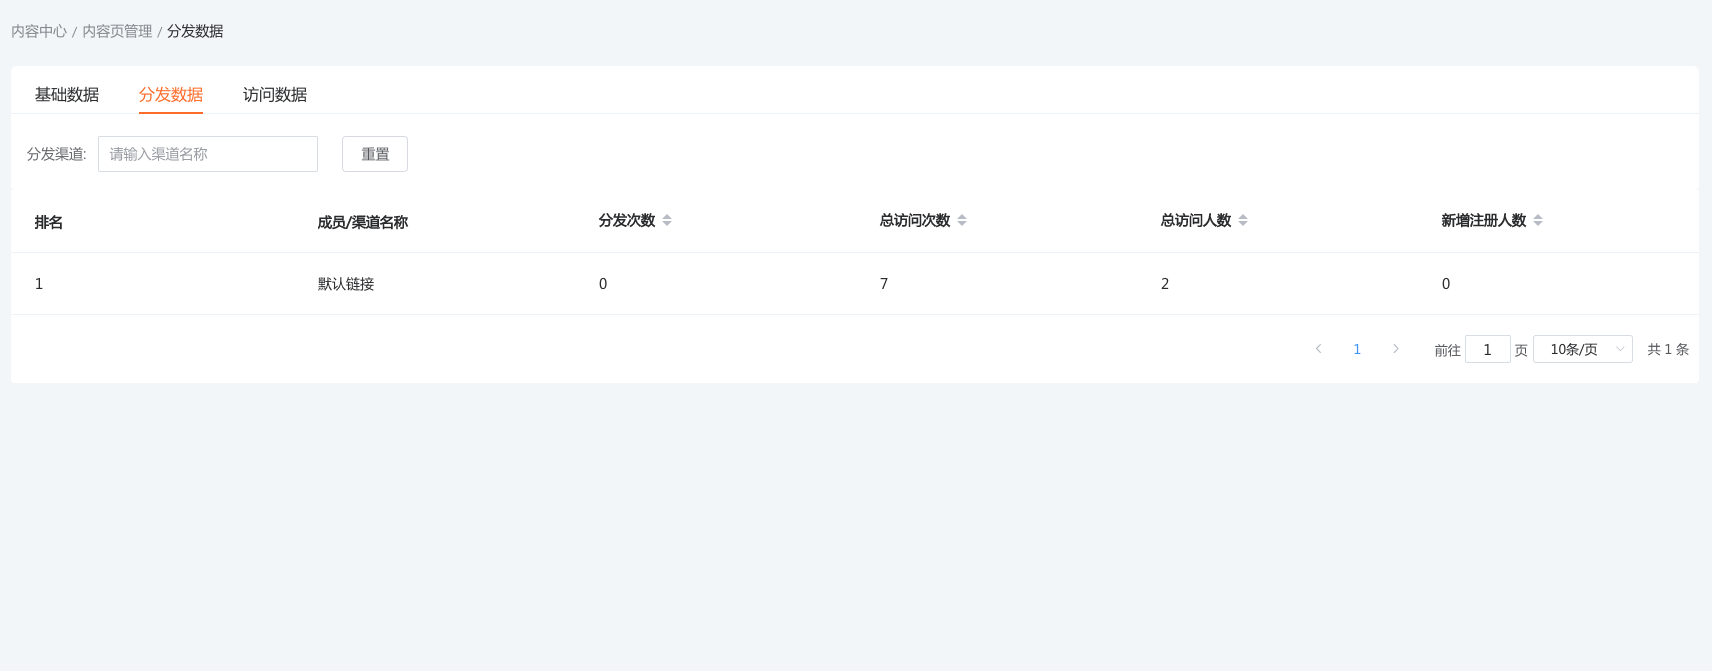 内容中心 / 内容页管理 / 分发数据
基础数据 分发数据 访问数据
分发渠道: 请输入渠道名称 重置
排名 成员/渠道名称 分发次数 总访问次数 总访问人数 新增注册人数
1 默认链接 0 7 2 0
1 前往 1 页 10条/页 共 1 条